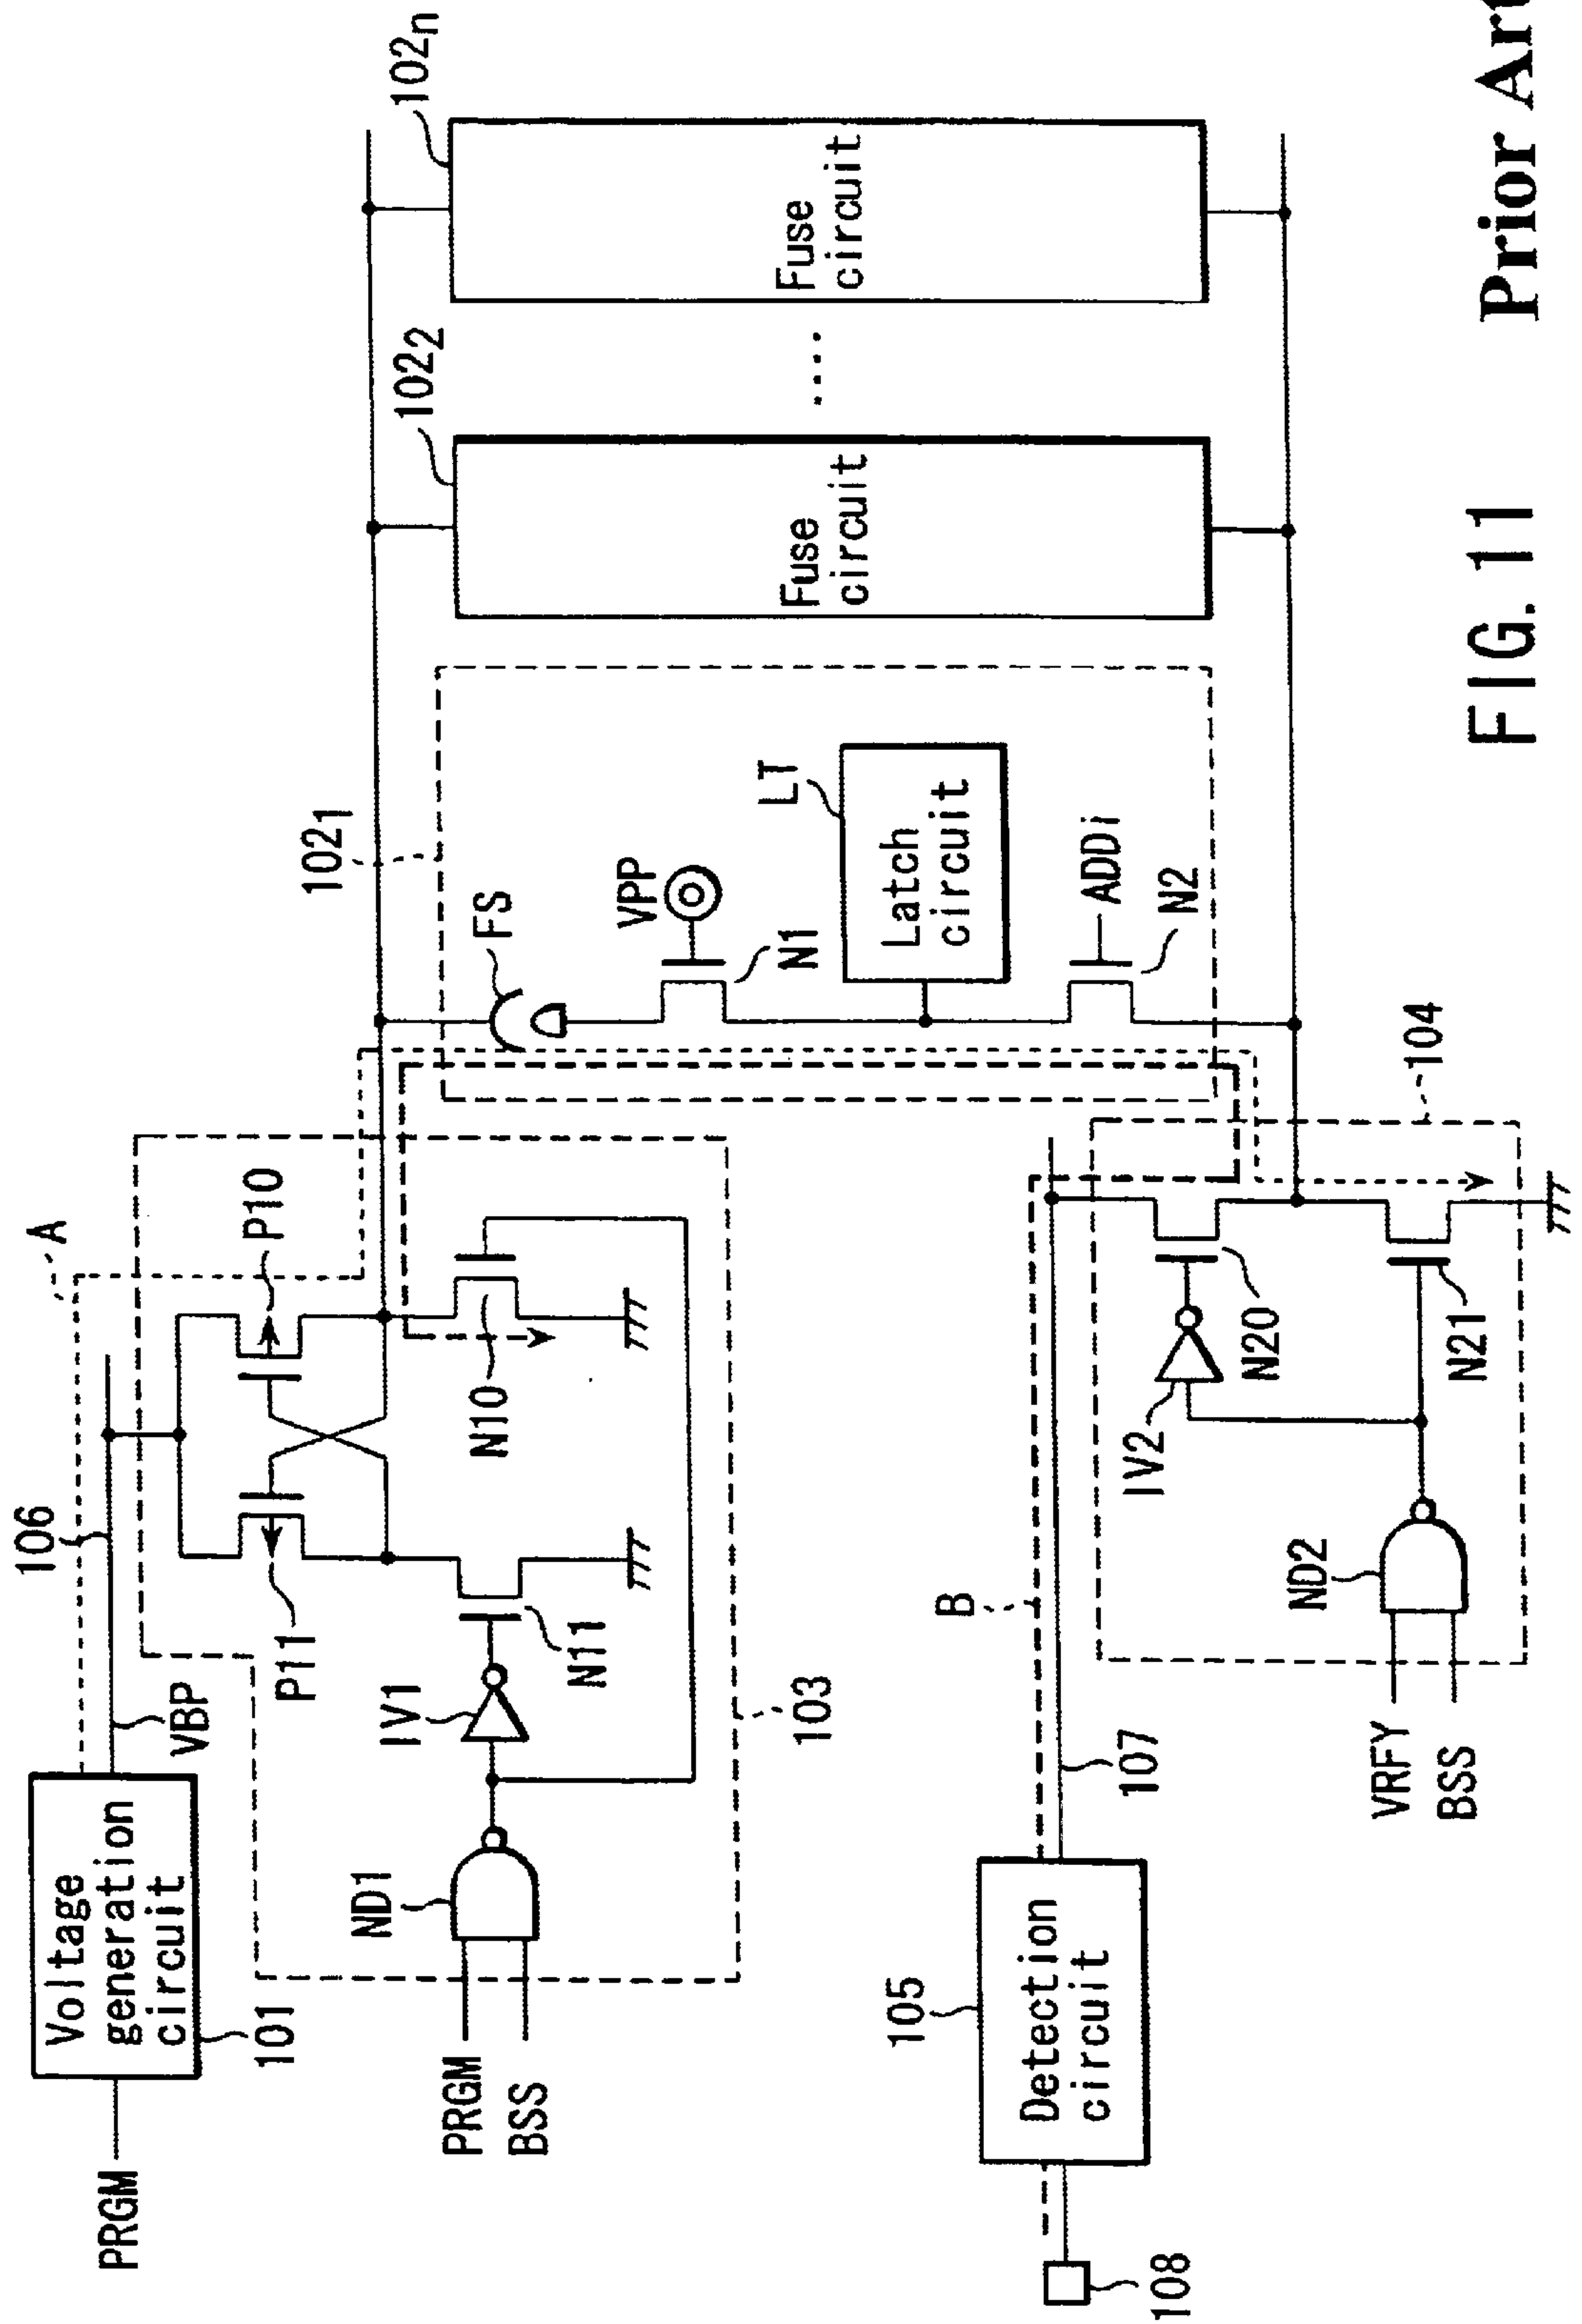 PRGM
Voltage
generation
circuit
101
VBP
106
A
PRGM
BSS
ND1
IV1
N11
P11
P10
N10
103
102₁
FS
VPP
N1
LT
Latch
circuit
ADDi
N2
102₂
Fuse
circuit
....
102n
Fuse
circuit
108
105
Detection
circuit
107
B
VRFY
BSS
ND2
IV2
N20
N21
104
FIG. 11
Prior Art